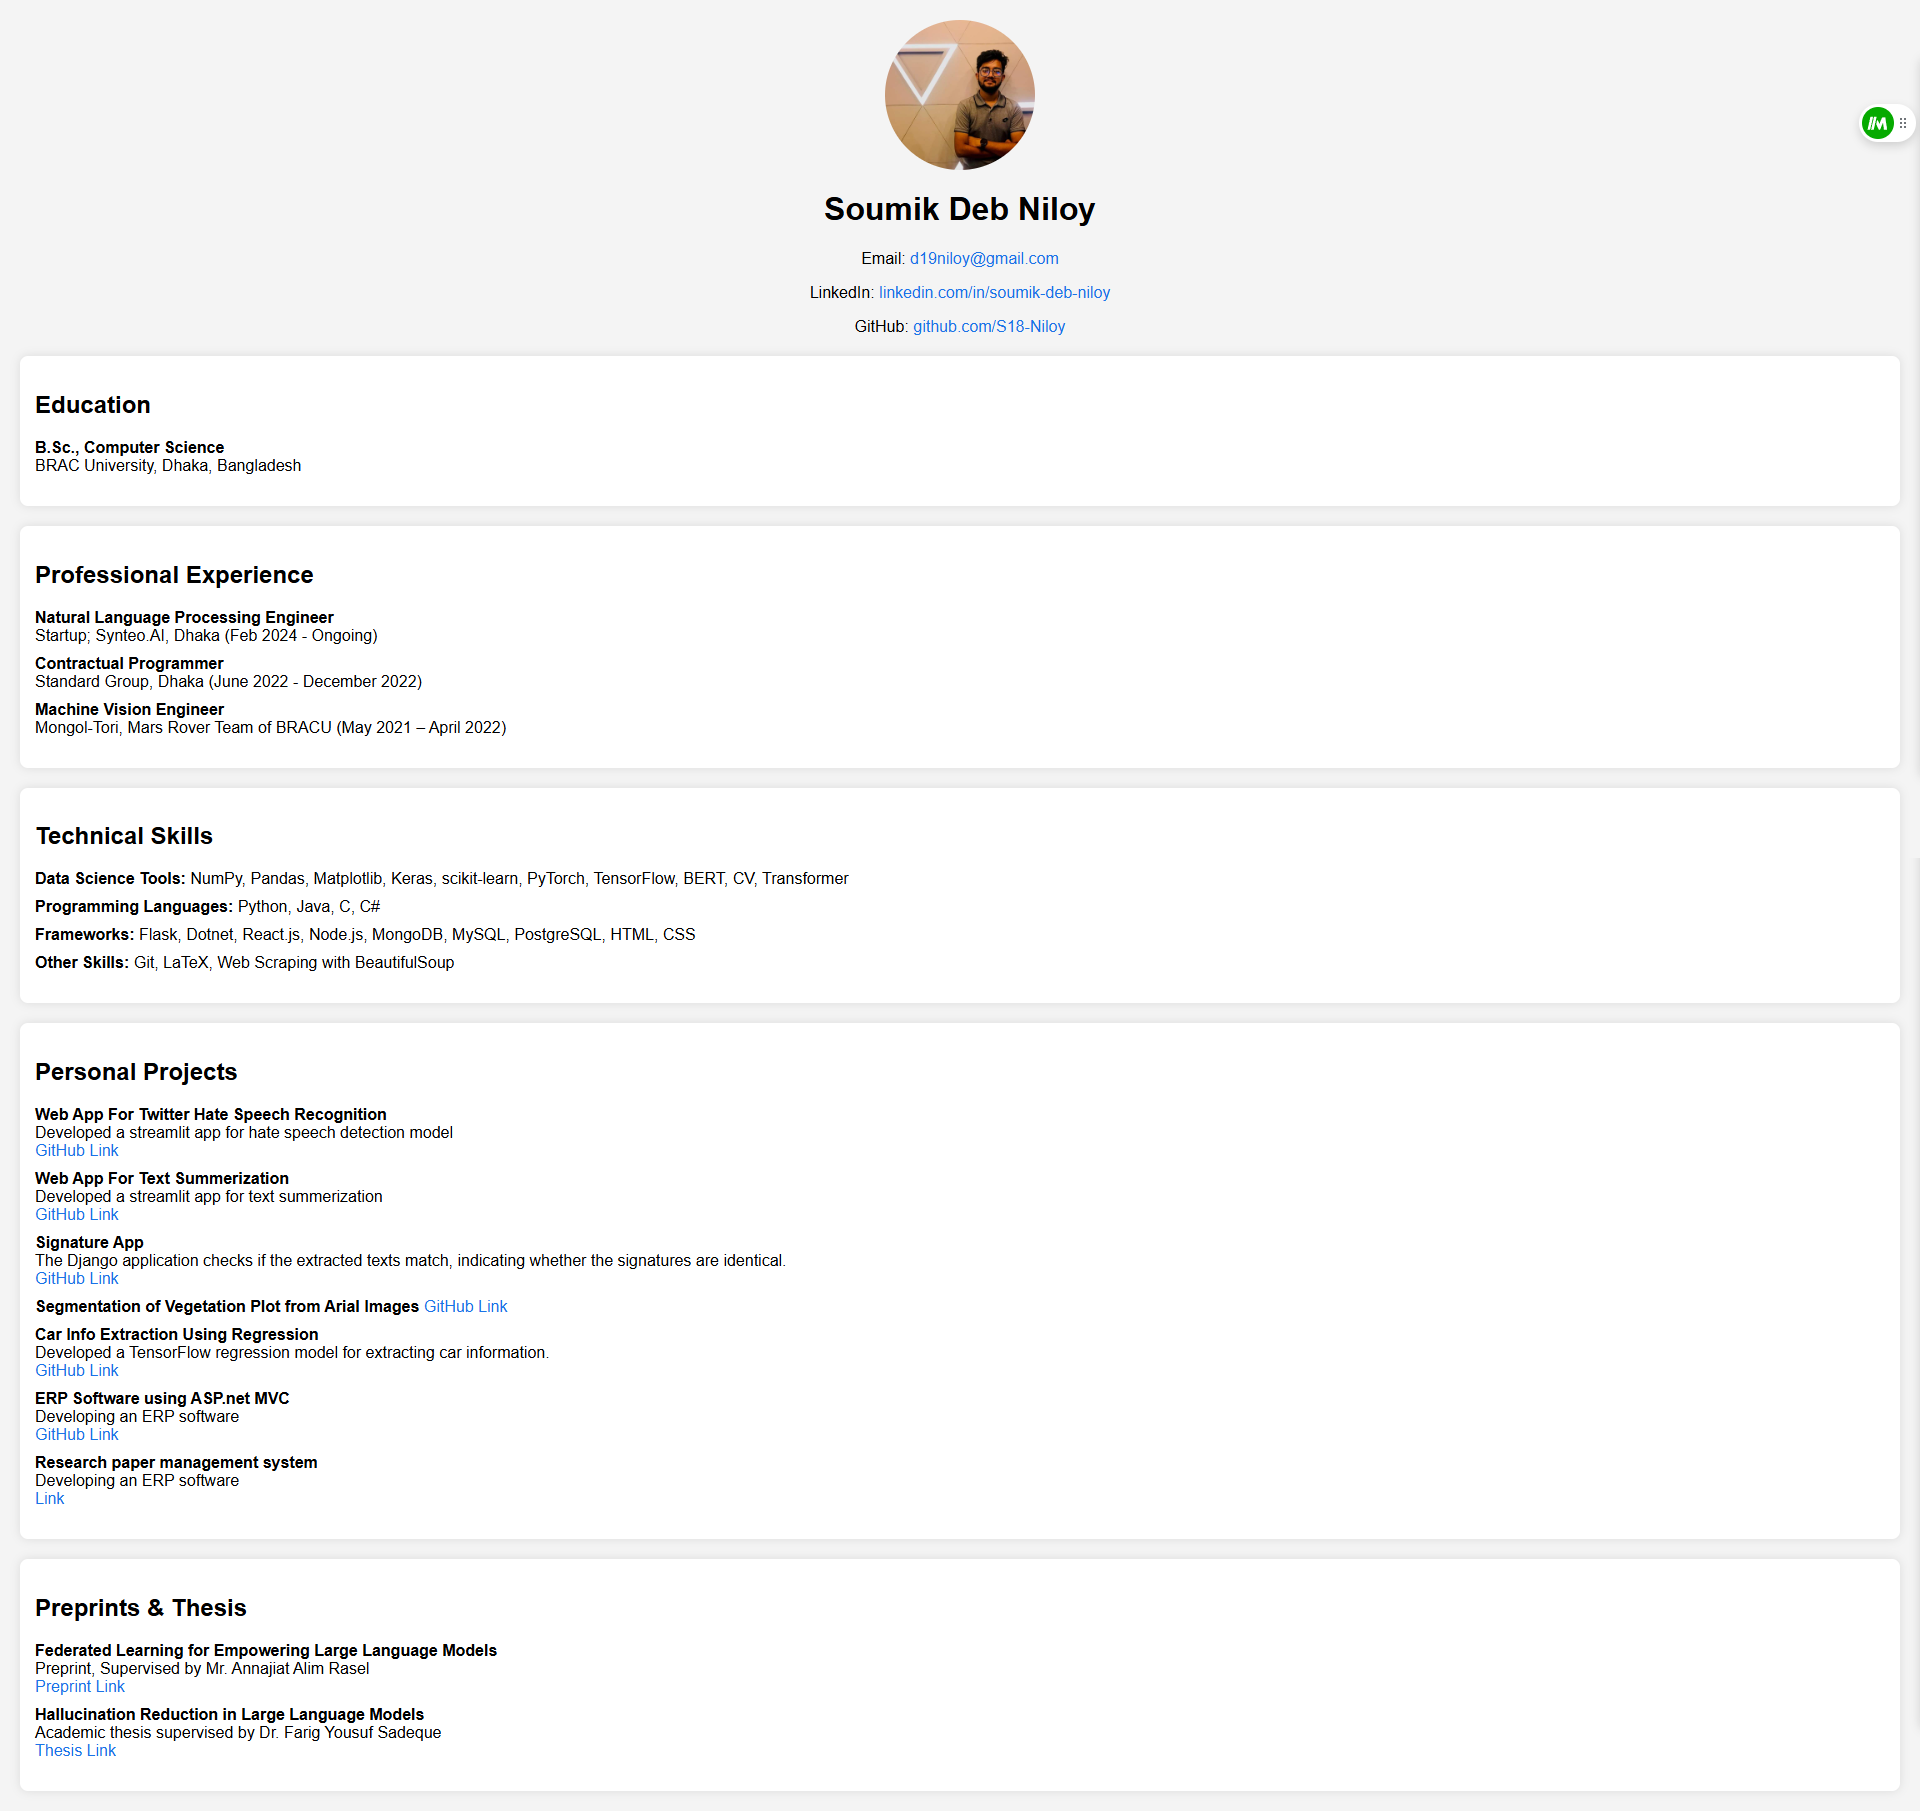 Soumik Deb Niloy
Email: d19niloy@gmail.com
LinkedIn: linkedin.com/in/soumik-deb-niloy
GitHub: github.com/S18-Niloy
Education
B.Sc., Computer Science
BRAC University, Dhaka, Bangladesh
Professional Experience
Natural Language Processing Engineer
Startup; Synteo.AI, Dhaka (Feb 2024 - Ongoing)
Contractual Programmer
Standard Group, Dhaka (June 2022 - December 2022)
Machine Vision Engineer
Mongol-Tori, Mars Rover Team of BRACU (May 2021 – April 2022)
Technical Skills
Data Science Tools: NumPy, Pandas, Matplotlib, Keras, scikit-learn, PyTorch, TensorFlow, BERT, CV, Transformer
Programming Languages: Python, Java, C, C#
Frameworks: Flask, Dotnet, React.js, Node.js, MongoDB, MySQL, PostgreSQL, HTML, CSS
Other Skills: Git, LaTeX, Web Scraping with BeautifulSoup
Personal Projects
Web App For Twitter Hate Speech Recognition
Developed a streamlit app for hate speech detection model
GitHub Link
Web App For Text Summerization
Developed a streamlit app for text summerization
GitHub Link
Signature App
The Django application checks if the extracted texts match, indicating whether the signatures are identical.
GitHub Link
Segmentation of Vegetation Plot from Arial Images GitHub Link
Car Info Extraction Using Regression
Developed a TensorFlow regression model for extracting car information.
GitHub Link
ERP Software using ASP.net MVC
Developing an ERP software
GitHub Link
Research paper management system
Developing an ERP software
Link
Preprints & Thesis
Federated Learning for Empowering Large Language Models
Preprint, Supervised by Mr. Annajiat Alim Rasel
Preprint Link
Hallucination Reduction in Large Language Models
Academic thesis supervised by Dr. Farig Yousuf Sadeque
Thesis Link